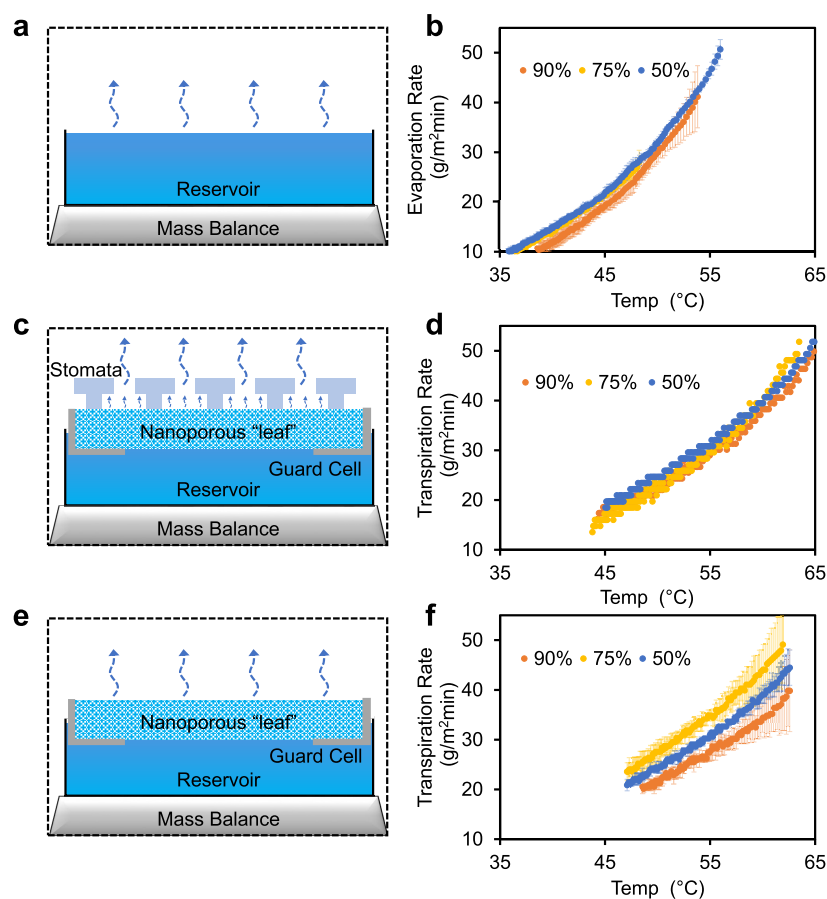 a
Reservoir
Mass Balance
b
50
40
30
20
10
Evaporation Rate
(g/m²min)
90% 75% 50%
35 45 55 65
Temp (°C)
c
Stomata
Nanoporous “leaf”
Guard Cell
Reservoir
Mass Balance
d
50
40
30
20
10
Transpiration Rate
(g/m²min)
90% 75% 50%
35 45 55 65
Temp (°C)
e
Nanoporous “leaf”
Guard Cell
Reservoir
Mass Balance
f
50
40
30
20
10
Transpiration Rate
(g/m²min)
90% 75% 50%
35 45 55 65
Temp (°C)